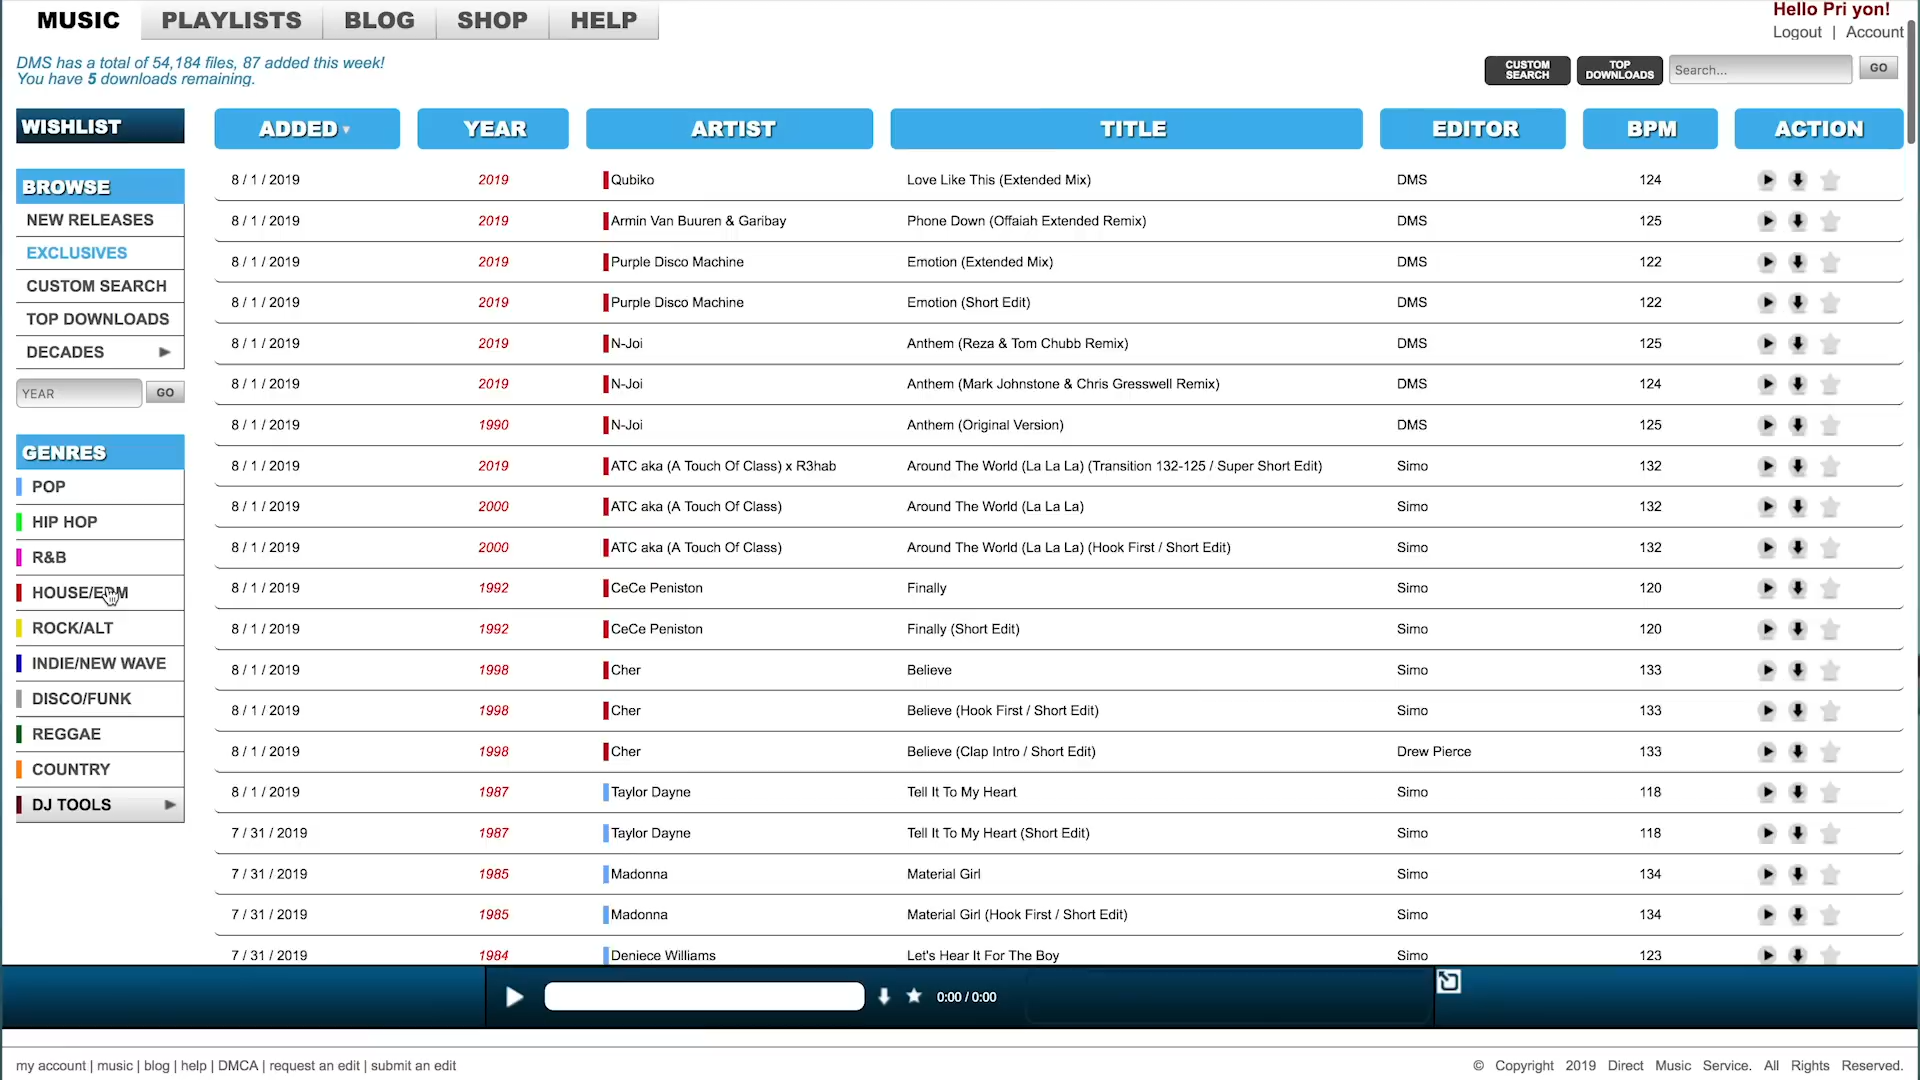 MUSIC PLAYLISTS BLOG SHOP HELP
Hello Pri yon!
Logout | Account
DMS has a total of 54,184 files, 87 added this week!
You have 5 downloads remaining.
CUSTOM SEARCH
TOP DOWNLOADS
Search...
GO
WISHLIST
BROWSE
NEW RELEASES
EXCLUSIVES
CUSTOM SEARCH
TOP DOWNLOADS
DECADES
YEAR GO
GENRES
POP
HIP HOP
R&B
HOUSE/EDM
ROCK/ALT
INDIE/NEW WAVE
DISCO/FUNK
REGGAE
COUNTRY
DJ TOOLS
ADDED YEAR ARTIST TITLE EDITOR BPM ACTION
8 / 1 / 2019 2019 Qubiko Love Like This (Extended Mix) DMS 124
8 / 1 / 2019 2019 Armin Van Buuren & Garibay Phone Down (Offaiah Extended Remix) DMS 125
8 / 1 / 2019 2019 Purple Disco Machine Emotion (Extended Mix) DMS 122
8 / 1 / 2019 2019 Purple Disco Machine Emotion (Short Edit) DMS 122
8 / 1 / 2019 2019 N-Joi Anthem (Reza & Tom Chubb Remix) DMS 125
8 / 1 / 2019 2019 N-Joi Anthem (Mark Johnstone & Chris Gresswell Remix) DMS 124
8 / 1 / 2019 1990 N-Joi Anthem (Original Version) DMS 125
8 / 1 / 2019 2019 ATC aka (A Touch Of Class) x R3hab Around The World (La La La) (Transition 132-125 / Super Short Edit) Simo 132
8 / 1 / 2019 2000 ATC aka (A Touch Of Class) Around The World (La La La) Simo 132
8 / 1 / 2019 2000 ATC aka (A Touch Of Class) Around The World (La La La) (Hook First / Short Edit) Simo 132
8 / 1 / 2019 1992 CeCe Peniston Finally Simo 120
8 / 1 / 2019 1992 CeCe Peniston Finally (Short Edit) Simo 120
8 / 1 / 2019 1998 Cher Believe Simo 133
8 / 1 / 2019 1998 Cher Believe (Hook First / Short Edit) Simo 133
8 / 1 / 2019 1998 Cher Believe (Clap Intro / Short Edit) Drew Pierce 133
8 / 1 / 2019 1987 Taylor Dayne Tell It To My Heart Simo 118
7 / 31 / 2019 1987 Taylor Dayne Tell It To My Heart (Short Edit) Simo 118
7 / 31 / 2019 1985 Madonna Material Girl Simo 134
7 / 31 / 2019 1985 Madonna Material Girl (Hook First / Short Edit) Simo 134
7 / 31 / 2019 1984 Deniece Williams Let's Hear It For The Boy Simo 123
0:00 / 0:00
my account | music | blog | help | DMCA | request an edit | submit an edit
© Copyright 2019 Direct Music Service. All Rights Reserved.